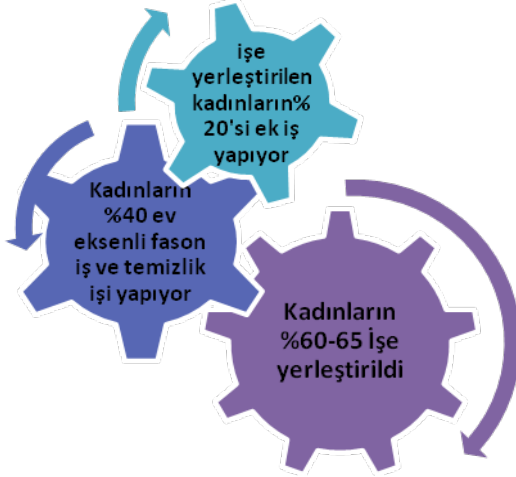 işe
yerleştirilen
kadınların%
20'si ek iş
yapıyor
Kadınların
%40 ev
eksenli fason
iş ve temizlik
işi yapıyor
Kadınların
%60-65 İşe
yerleştirildi